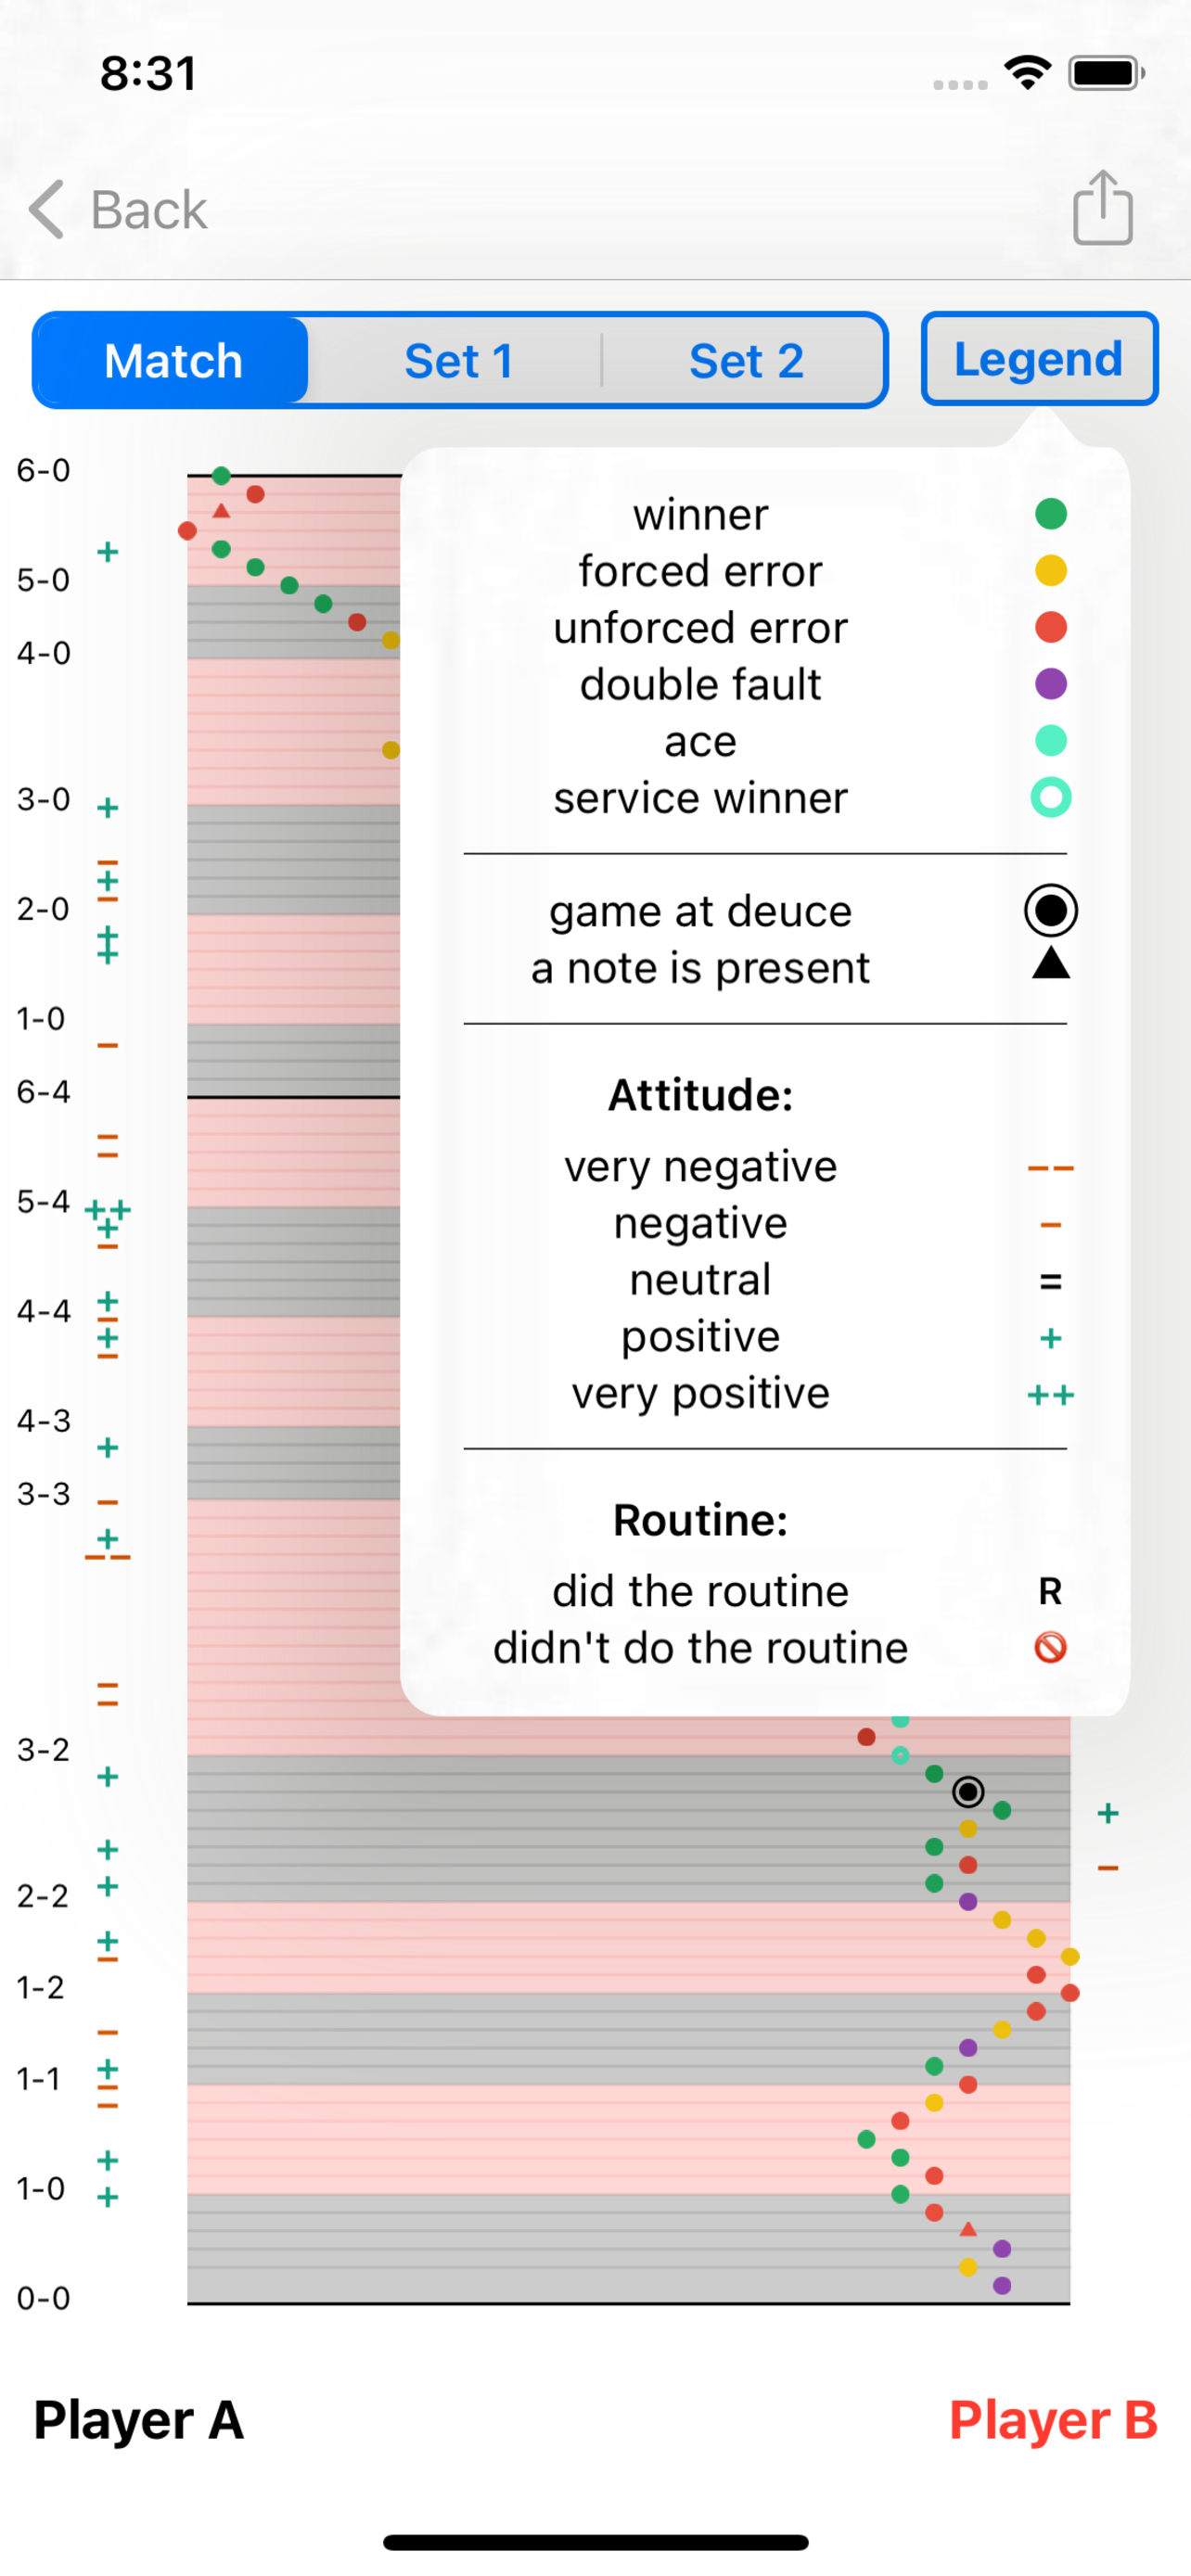 8:31
Back
Match Set 1 Set 2 Legend
6-0
5-0
4-0
3-0
2-0
1-0
6-4
5-4
4-4
4-3
3-3
3-2
2-2
1-2
1-1
1-0
0-0
winner
forced error
unforced error
double fault
ace
service winner
game at deuce
a note is present
Attitude:
very negative --
negative -
neutral =
positive +
very positive ++
Routine:
did the routine R
didn't do the routine
Player A Player B